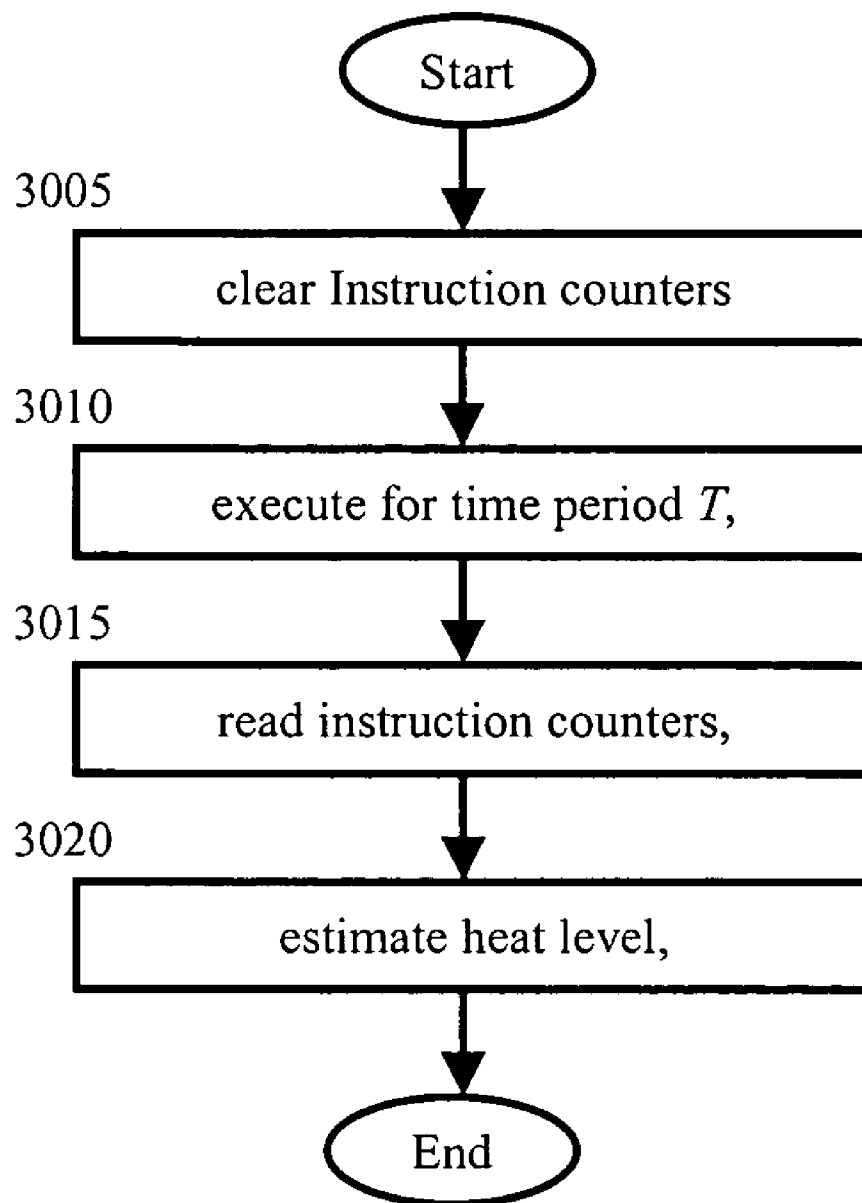 Start
3005
clear Instruction counters
3010
execute for time period T,
3015
read instruction counters,
3020
estimate heat level,
End